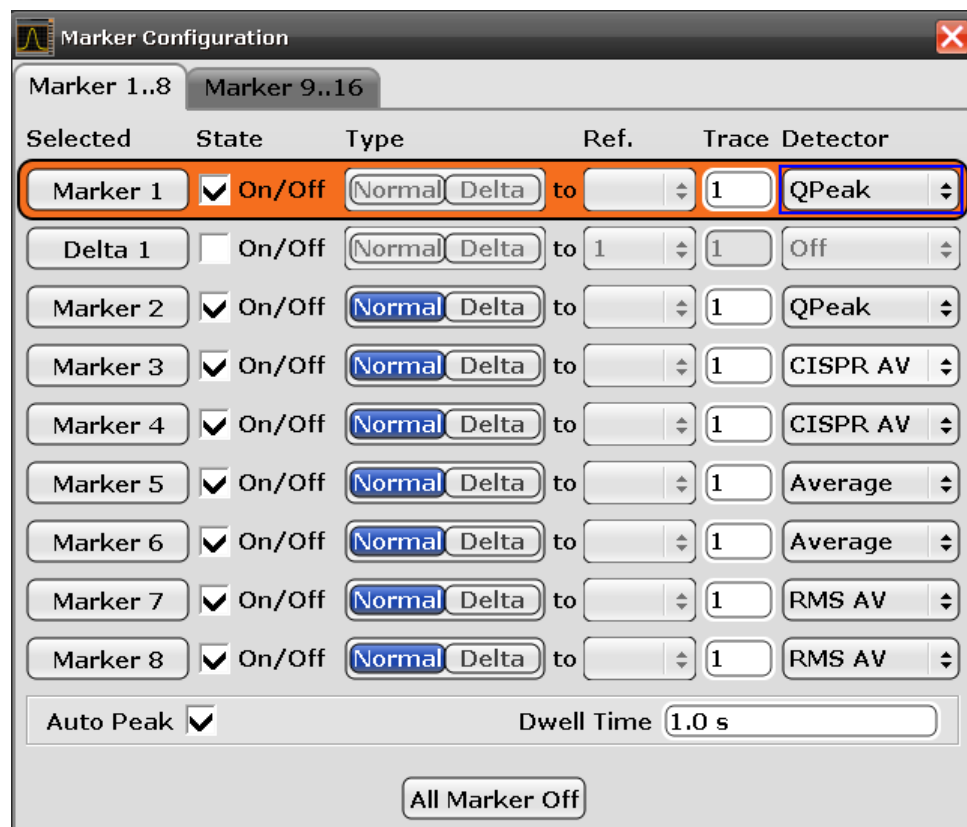 Marker Configuration
Marker 1..8 Marker 9..16
Selected State Type Ref. Trace Detector
Marker 1 On/Off Normal Delta to 1 QPeak
Delta 1 On/Off Normal Delta to 1 1 Off
Marker 2 On/Off Normal Delta to 1 QPeak
Marker 3 On/Off Normal Delta to 1 CISPR AV
Marker 4 On/Off Normal Delta to 1 CISPR AV
Marker 5 On/Off Normal Delta to 1 Average
Marker 6 On/Off Normal Delta to 1 Average
Marker 7 On/Off Normal Delta to 1 RMS AV
Marker 8 On/Off Normal Delta to 1 RMS AV
Auto Peak Dwell Time 1.0 s
All Marker Off